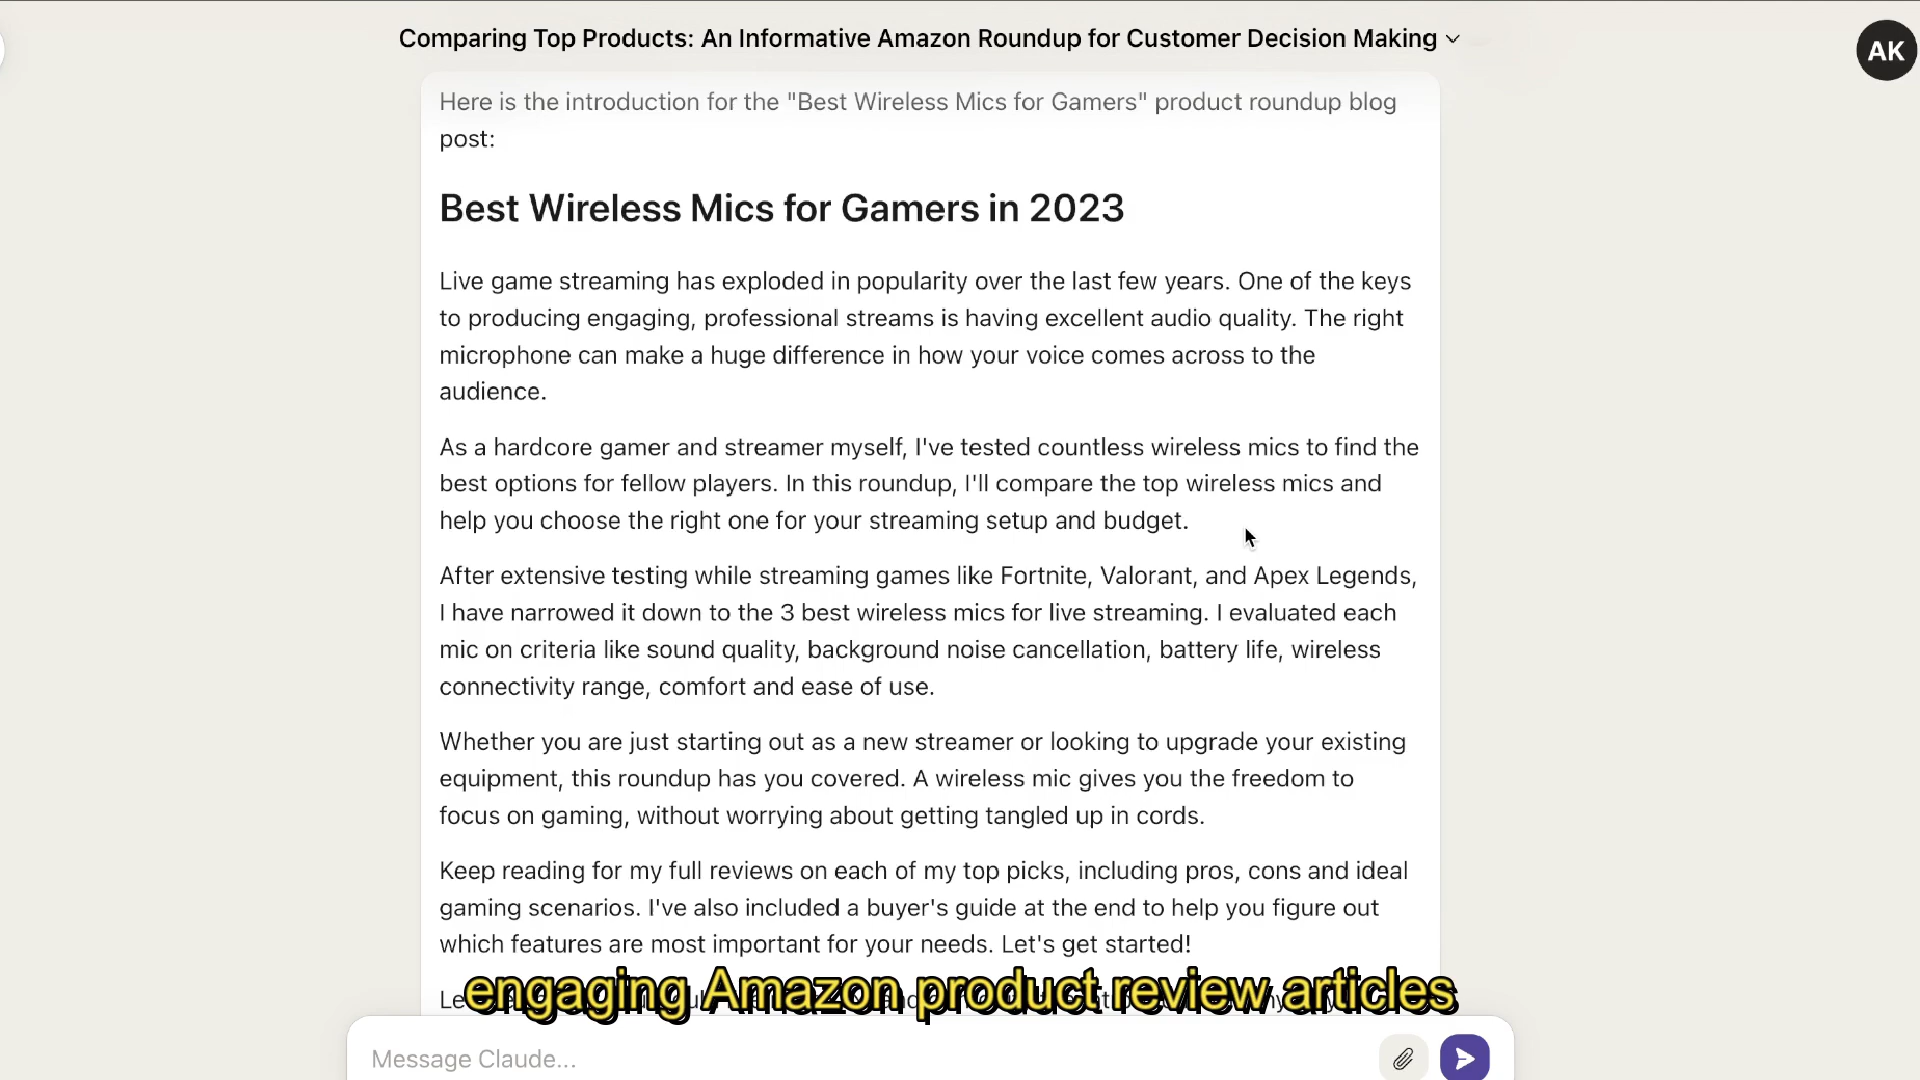 Comparing Top Products: An Informative Amazon Roundup for Customer Decision Making
AK
Here is the introduction for the "Best Wireless Mics for Gamers" product roundup blog
post:
Best Wireless Mics for Gamers in 2023
Live game streaming has exploded in popularity over the last few years. One of the keys
to producing engaging, professional streams is having excellent audio quality. The right
microphone can make a huge difference in how your voice comes across to the
audience.
As a hardcore gamer and streamer myself, I've tested countless wireless mics to find the
best options for fellow players. In this roundup, I'll compare the top wireless mics and
help you choose the right one for your streaming setup and budget.
After extensive testing while streaming games like Fortnite, Valorant, and Apex Legends,
I have narrowed it down to the 3 best wireless mics for live streaming. I evaluated each
mic on criteria like sound quality, background noise cancellation, battery life, wireless
connectivity range, comfort and ease of use.
Whether you are just starting out as a new streamer or looking to upgrade your existing
equipment, this roundup has you covered. A wireless mic gives you the freedom to
focus on gaming, without worrying about getting tangled up in cords.
Keep reading for my full reviews on each of my top picks, including pros, cons and ideal
gaming scenarios. I've also included a buyer's guide at the end to help you figure out
which features are most important for your needs. Let's get started!
engaging Amazon product review articles
Message Claude...